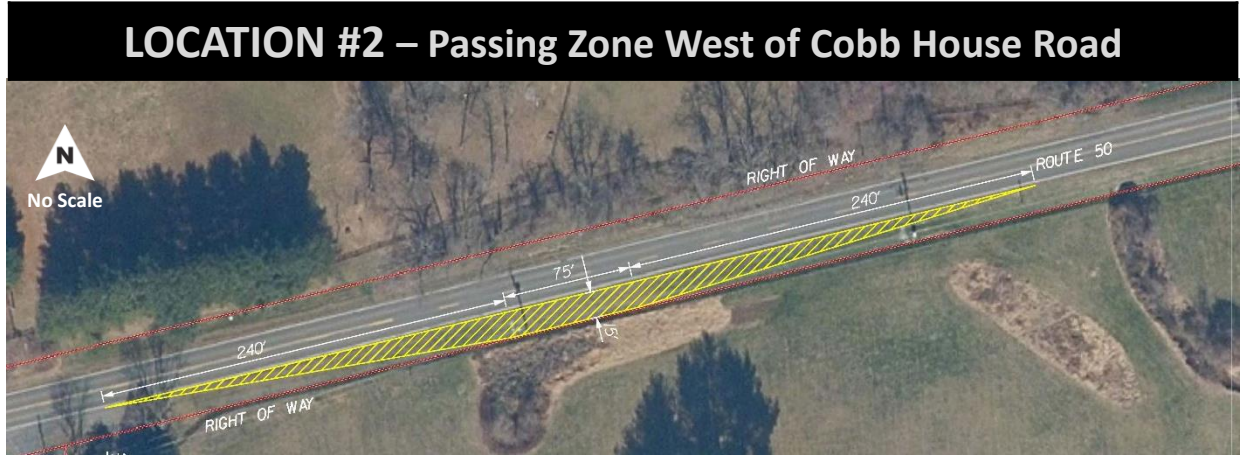 LOCATION #2 – Passing Zone West of Cobb House Road
N
No Scale
RIGHT OF WAY
ROUTE 50
240'
75'
240'
5'
RIGHT OF WAY